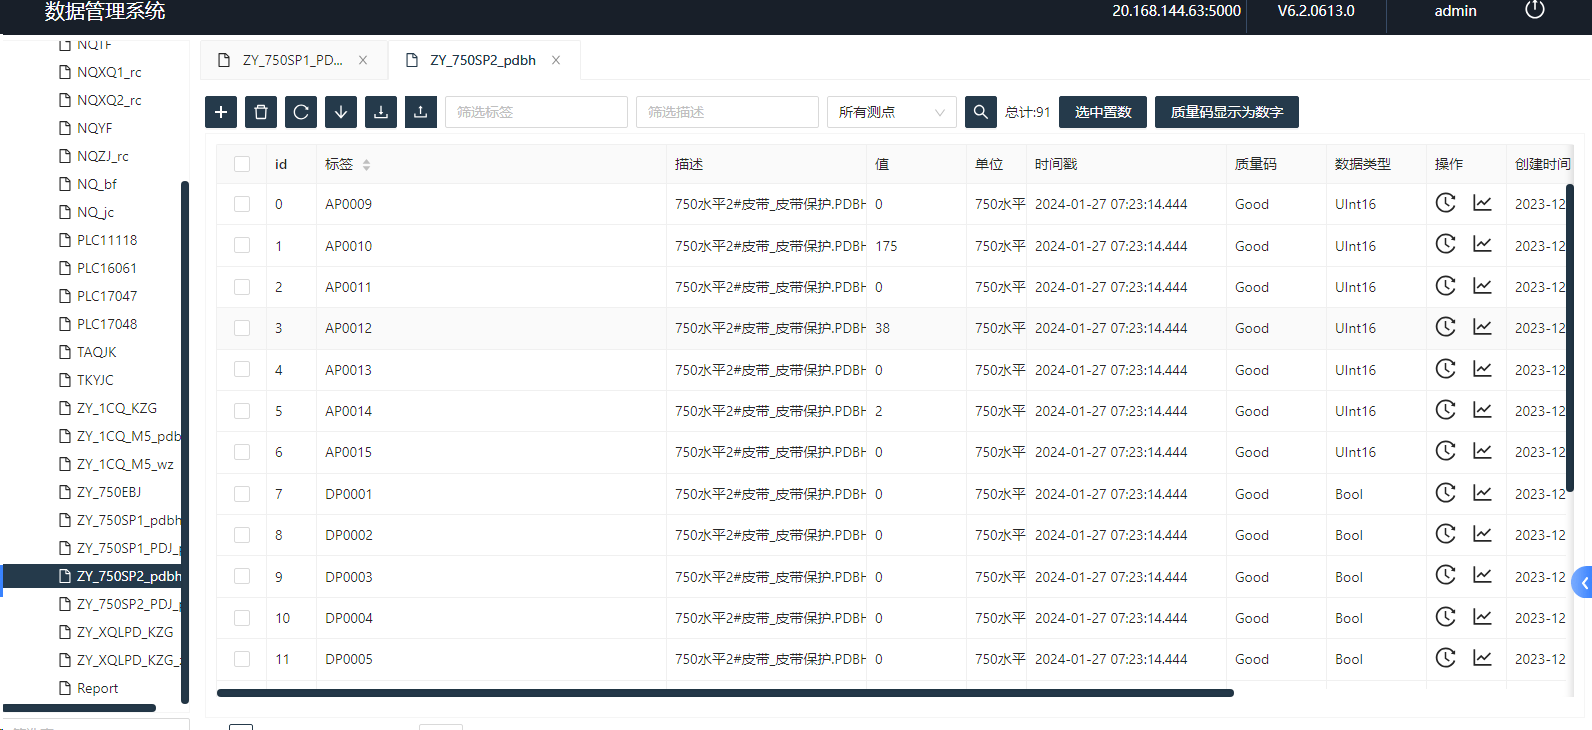 数据管理系统 20.168.144.63:5000 V6.2.0613.0 admin
NQTF
NQXQ1_rc
NQXQ2_rc
NQYF
NQZJ_rc
NQ_bf
NQ_jc
PLC11118
PLC16061
PLC17047
PLC17048
TAQJK
TKYJC
ZY_1CQ_KZG
ZY_1CQ_M5_pdb
ZY_1CQ_M5_wz
ZY_750EBJ
ZY_750SP1_pdbh
ZY_750SP1_PDJ_
ZY_750SP2_pdbh
ZY_750SP2_PDJ_
ZY_XQLPD_KZG
ZY_XQLPD_KZG_
Report
ZY_750SP1_PD... ZY_750SP2_pdbh
筛选标签 筛选描述 所有测点 总计:91 选中置数 质量码显示为数字
id 标签 描述 值 单位 时间戳 质量码 数据类型 操作 创建时间
0 AP0009 750水平2#皮带_皮带保护.PDBH 0 750水平 2024-01-27 07:23:14.444 Good UInt16 2023-12
1 AP0010 750水平2#皮带_皮带保护.PDBH 175 750水平 2024-01-27 07:23:14.444 Good UInt16 2023-12
2 AP0011 750水平2#皮带_皮带保护.PDBH 0 750水平 2024-01-27 07:23:14.444 Good UInt16 2023-12
3 AP0012 750水平2#皮带_皮带保护.PDBH 38 750水平 2024-01-27 07:23:14.444 Good UInt16 2023-12
4 AP0013 750水平2#皮带_皮带保护.PDBH 0 750水平 2024-01-27 07:23:14.444 Good UInt16 2023-12
5 AP0014 750水平2#皮带_皮带保护.PDBH 2 750水平 2024-01-27 07:23:14.444 Good UInt16 2023-12
6 AP0015 750水平2#皮带_皮带保护.PDBH 0 750水平 2024-01-27 07:23:14.444 Good UInt16 2023-12
7 DP0001 750水平2#皮带_皮带保护.PDBH 0 750水平 2024-01-27 07:23:14.444 Good Bool 2023-12
8 DP0002 750水平2#皮带_皮带保护.PDBH 0 750水平 2024-01-27 07:23:14.444 Good Bool 2023-12
9 DP0003 750水平2#皮带_皮带保护.PDBH 0 750水平 2024-01-27 07:23:14.444 Good Bool 2023-12
10 DP0004 750水平2#皮带_皮带保护.PDBH 0 750水平 2024-01-27 07:23:14.444 Good Bool 2023-12
11 DP0005 750水平2#皮带_皮带保护.PDBH 0 750水平 2024-01-27 07:23:14.444 Good Bool 2023-12